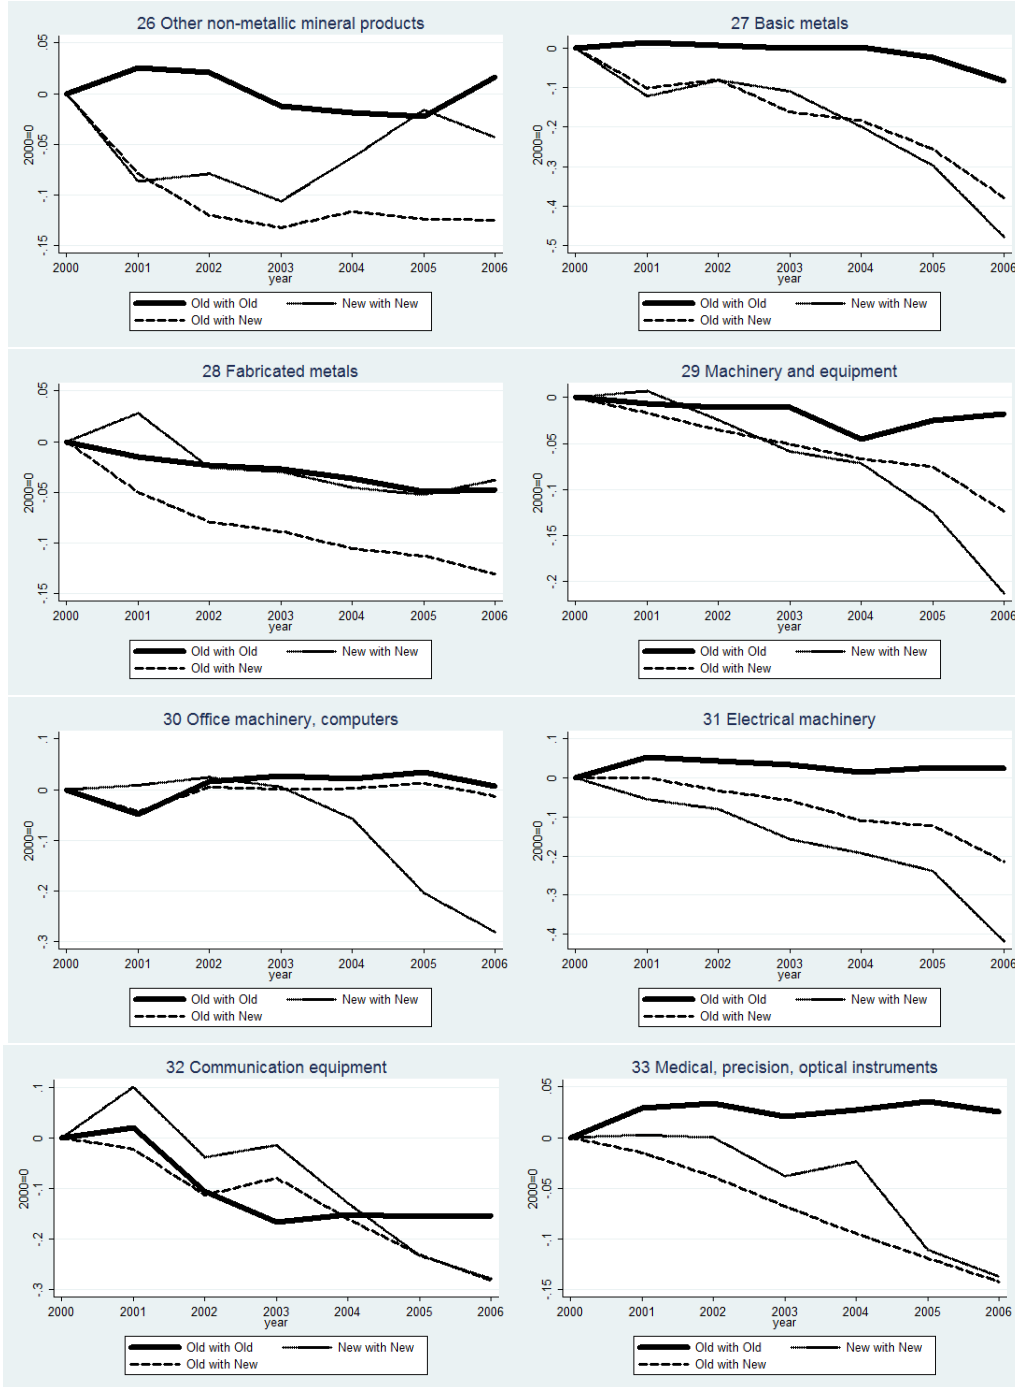 26 Other non-metallic mineral products
.05
0
-.05
-.1
-.15
2000=0
2000 2001 2002 2003 2004 2005 2006
year
Old with Old New with New
Old with New
27 Basic metals
0
-.1
-.2
-.3
-.4
-.5
2000=0
2000 2001 2002 2003 2004 2005 2006
year
Old with Old New with New
Old with New
28 Fabricated metals
.05
0
-.05
-.1
-.15
2000=0
2000 2001 2002 2003 2004 2005 2006
year
Old with Old New with New
Old with New
29 Machinery and equipment
0
-.05
-.1
-.15
-.2
2000=0
2000 2001 2002 2003 2004 2005 2006
year
Old with Old New with New
Old with New
30 Office machinery, computers
.1
0
-.1
-.2
-.3
2000=0
2000 2001 2002 2003 2004 2005 2006
year
Old with Old New with New
Old with New
31 Electrical machinery
.1
0
-.1
-.2
-.3
-.4
2000=0
2000 2001 2002 2003 2004 2005 2006
year
Old with Old New with New
Old with New
32 Communication equipment
.1
0
-.1
-.2
-.3
2000=0
2000 2001 2002 2003 2004 2005 2006
year
Old with Old New with New
Old with New
33 Medical, precision, optical instruments
.05
0
-.05
-.1
-.15
2000=0
2000 2001 2002 2003 2004 2005 2006
year
Old with Old New with New
Old with New